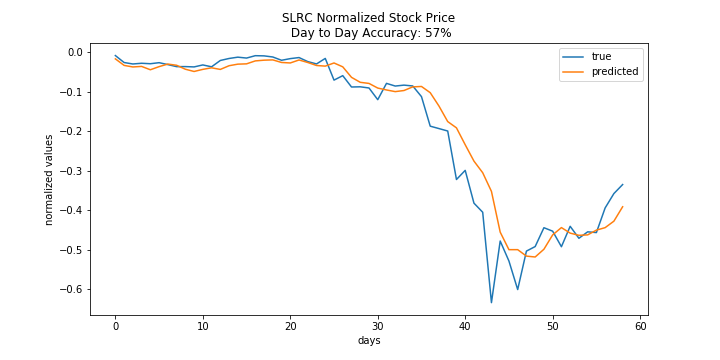 SLRC Normalized Stock Price
Day to Day Accuracy: 57%
true
predicted
normalized values
0.0
−0.1
−0.2
−0.3
−0.4
−0.5
−0.6
0 10 20 30 40 50 60
days